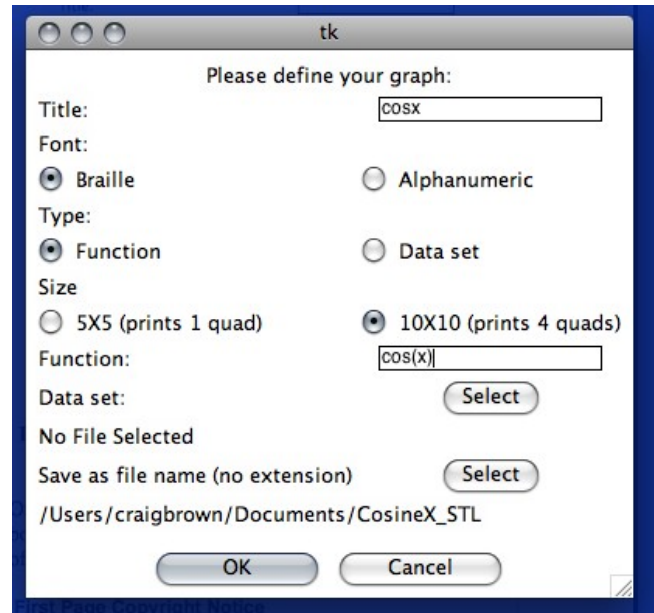 Title:
tk
Please define your graph:
Title: cosx
Font:
Braille Alphanumeric
Type:
Function Data set
Size
5X5 (prints 1 quad) 10X10 (prints 4 quads)
Function: cos(x)
Data set: Select
No File Selected
Save as file name (no extension) Select
/Users/craigbrown/Documents/CosineX_STL
OK Cancel
First Page Copyright Notice